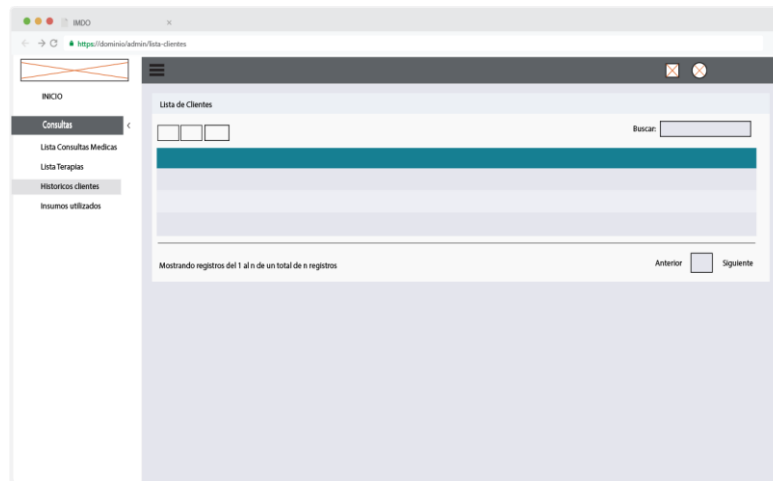 IMDO
https://dominio/admin/lista-clientes
INICIO
Consultas
Lista Consultas Medicas
Lista Terapias
Historicos clientes
Insumos utilizados
Lista de Clientes
Buscar:
Mostrando registros del 1 al n de un total de n registros
Anterior
Siguiente